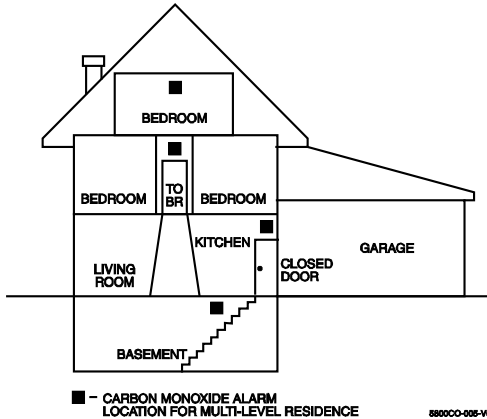 BEDROOM
BEDROOM
TO
BR
BEDROOM
KITCHEN
GARAGE
LIVING
ROOM
CLOSED
DOOR
BASEMENT
– CARBON MONOXIDE ALARM
LOCATION FOR MULTI-LEVEL RESIDENCE